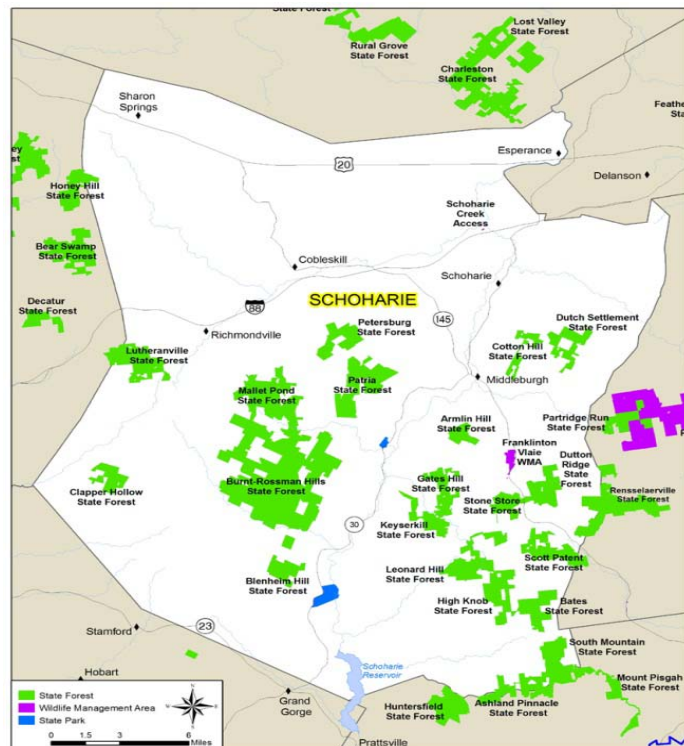 State Forest
Lost Valley
State Forest
Rural Grove
State Forest
Charleston
State Forest
Sharon
Springs
Esperance
20
Feathe
Sta
Delanson
ey
est
Honey Hill
State Forest
Schoharie
Creek
Access
Bear Swamp
State Forest
Cobleskill
Schoharie
Decatur
State Forest
88
SCHOHARIE
145
Dutch Settlement
State Forest
Richmondville
Petersburg
State Forest
Cotton Hill
State Forest
Lutheranville
State Forest
Patria
State Forest
Middleburgh
Mallet Pond
State Forest
Armlin Hill
State Forest
Partridge Run
State Forest
Franklinton
Vlaie
WMA
Dutton
Ridge
State
Forest
Burnt-Rossman Hills
State Forest
Gates Hill
State Forest
Clapper Hollow
State Forest
Stone Store
State Forest
Rensselaerville
State Forest
30
Keyserkill
State Forest
Scott Patent
State Forest
Leonard Hill
State Forest
Blenheim Hill
State Forest
High Knob
State Forest
Bates
State Forest
Stamford
23
South Mountain
State Forest
Schoharie
Reservoir
Hobart
Mount Pisgah
State Forest
Grand
Gorge
Huntersfield
State Forest
Ashland Pinnacle
State Forest
Prattsville
State Forest
Wildlife Management Area
State Park
N
0 1.5 3 6
Miles